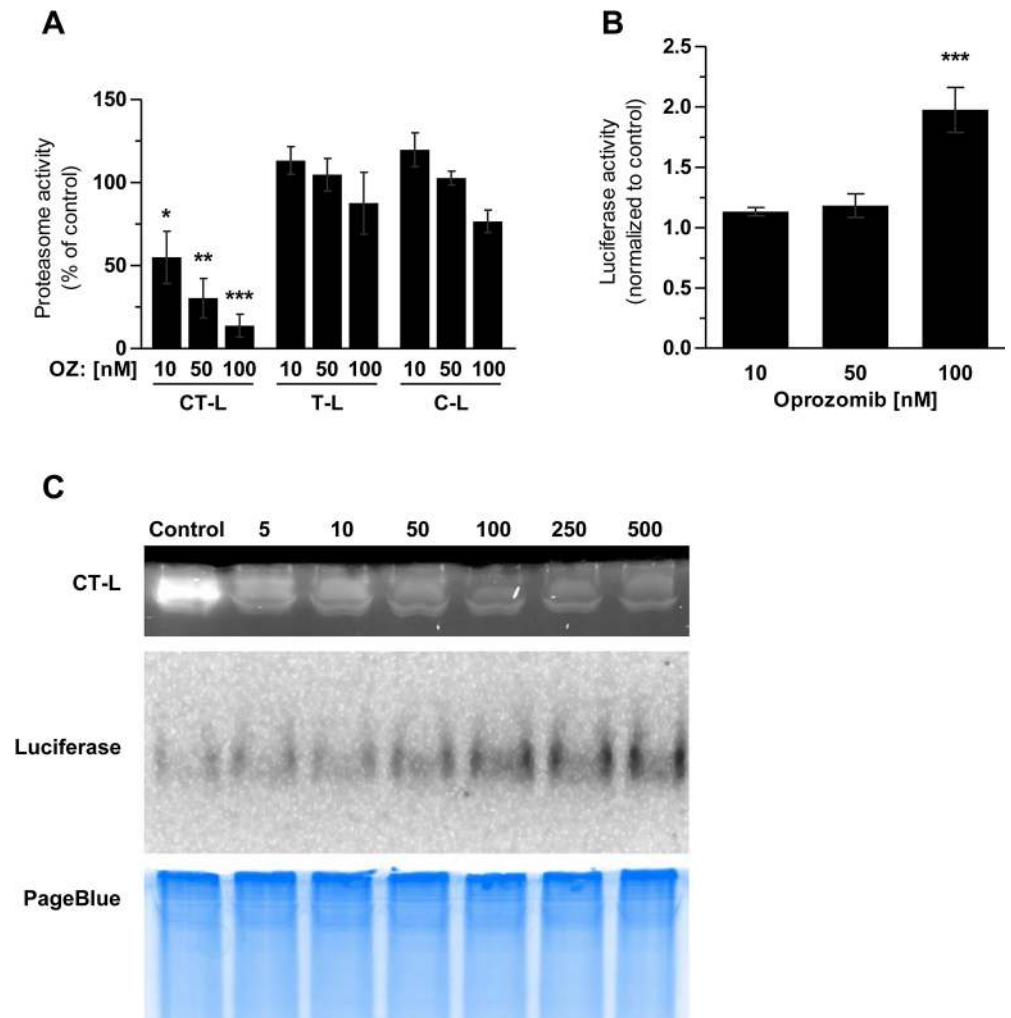 A
Proteasome activity
(% of control)
150
100
50
0
*
**
***
OZ: [nM] 10 50 100 10 50 100 10 50 100
CT-L T-L C-L
B
Luciferase activity
(normalized to control)
2.5
2.0
1.5
1.0
0.5
0.0
***
10 50 100
Oprozomib [nM]
C
Control 5 10 50 100 250 500
CT-L
Luciferase
PageBlue